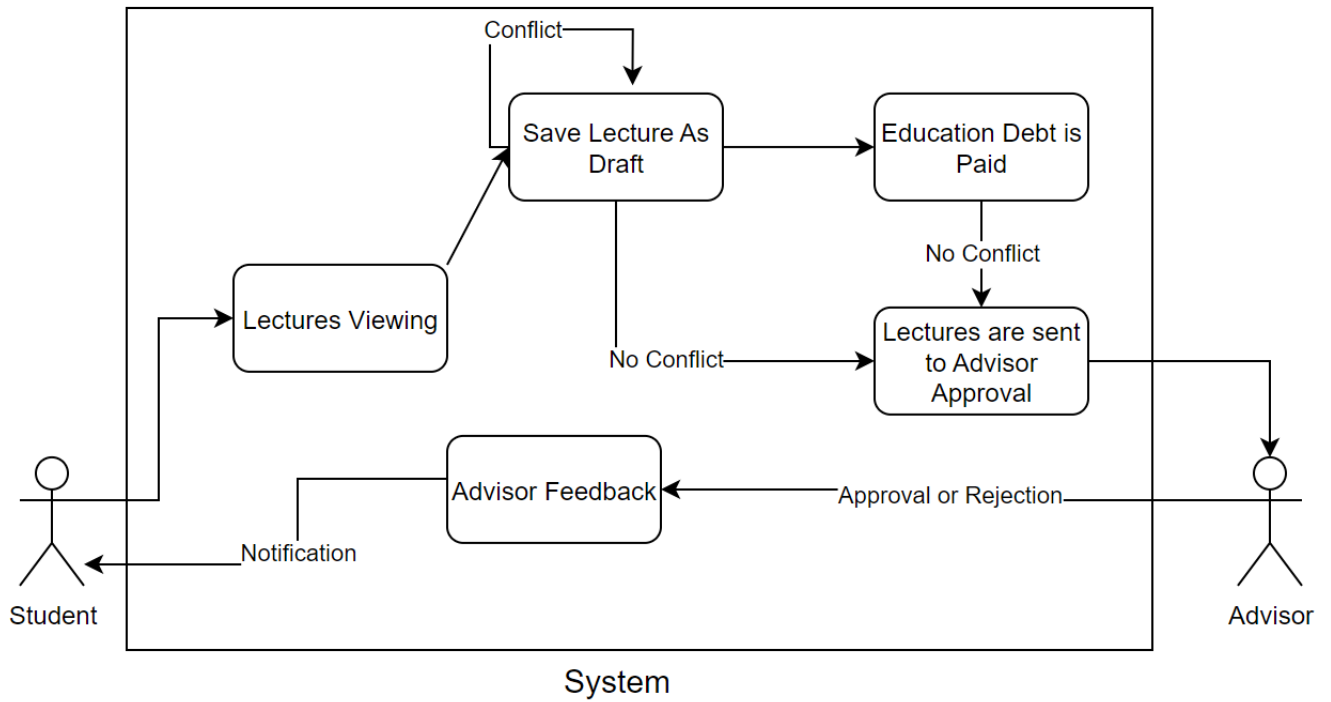 Conflict
Save Lecture As
Draft
Education Debt is
Paid
No Conflict
Lectures Viewing
Lectures are sent
to Advisor
Approval
No Conflict
Advisor Feedback
Approval or Rejection
Notification
Student
Advisor
System